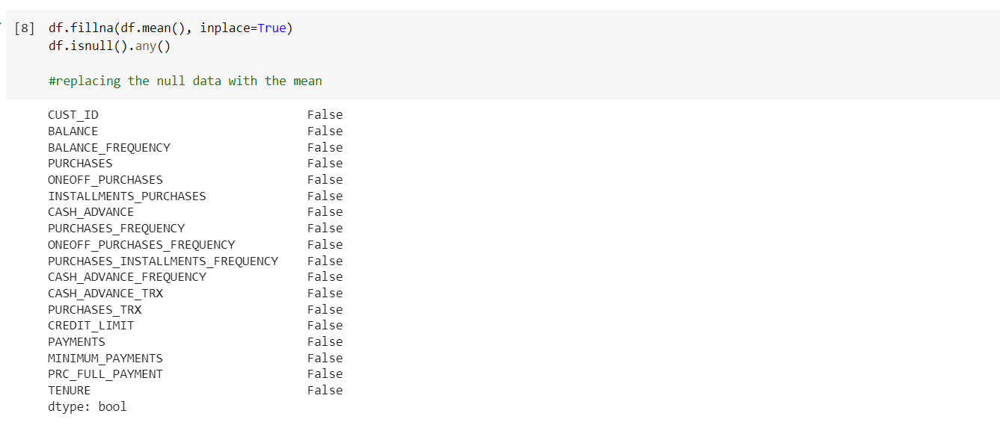 [8] df.fillna(df.mean(), inplace=True)
df.isnull().any()
#replacing the null data with the mean
CUST_ID False
BALANCE False
BALANCE_FREQUENCY False
PURCHASES False
ONEOFF_PURCHASES False
INSTALLMENTS_PURCHASES False
CASH_ADVANCE False
PURCHASES_FREQUENCY False
ONEOFF_PURCHASES_FREQUENCY False
PURCHASES_INSTALLMENTS_FREQUENCY False
CASH_ADVANCE_FREQUENCY False
CASH_ADVANCE_TRX False
PURCHASES_TRX False
CREDIT_LIMIT False
PAYMENTS False
MINIMUM_PAYMENTS False
PRC_FULL_PAYMENT False
TENURE False
dtype: bool